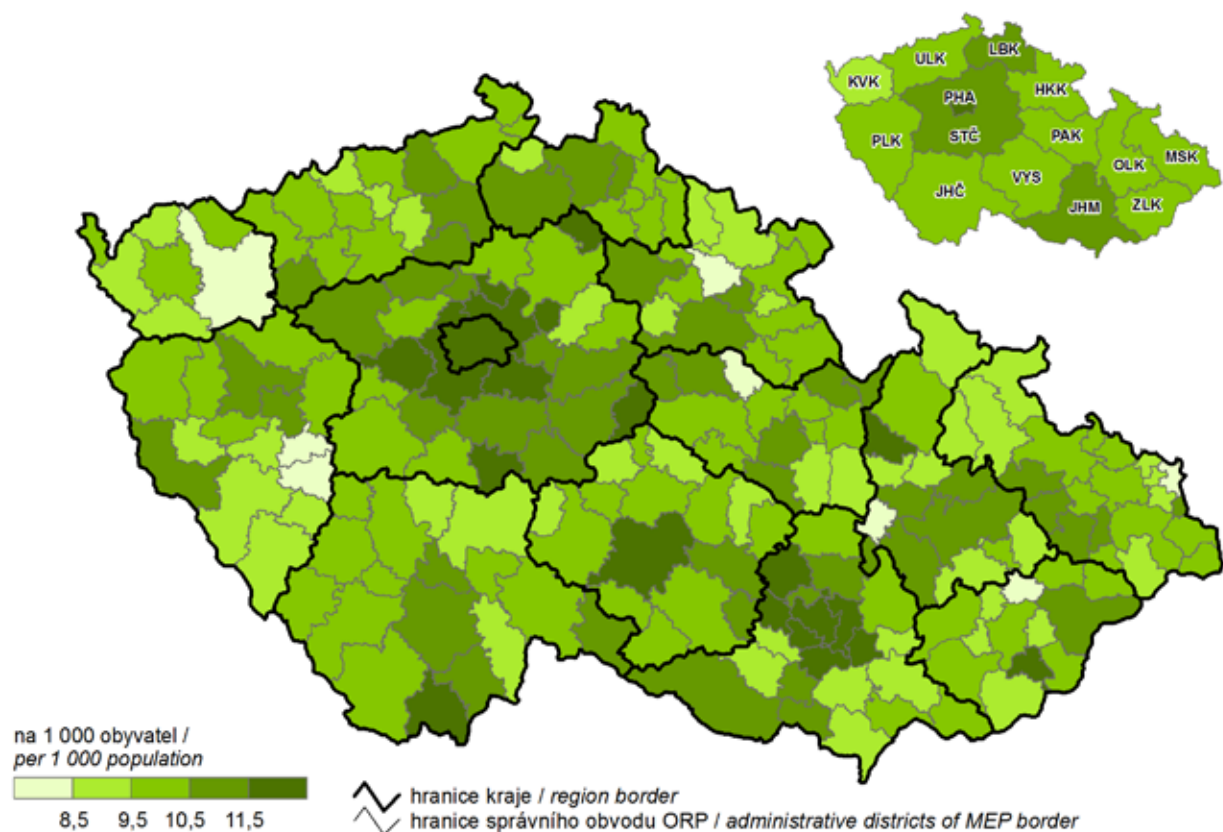 LBK
ULK
KVK
HKK
PHA
PLK
STČ
PAK
OLK
MSK
VYS
JHČ
JHM
ZLK
na 1 000 obyvatel /
per 1 000 population
8,5 9,5 10,5 11,5
hranice kraje / region border
hranice správního obvodu ORP / administrative districts of MEP border